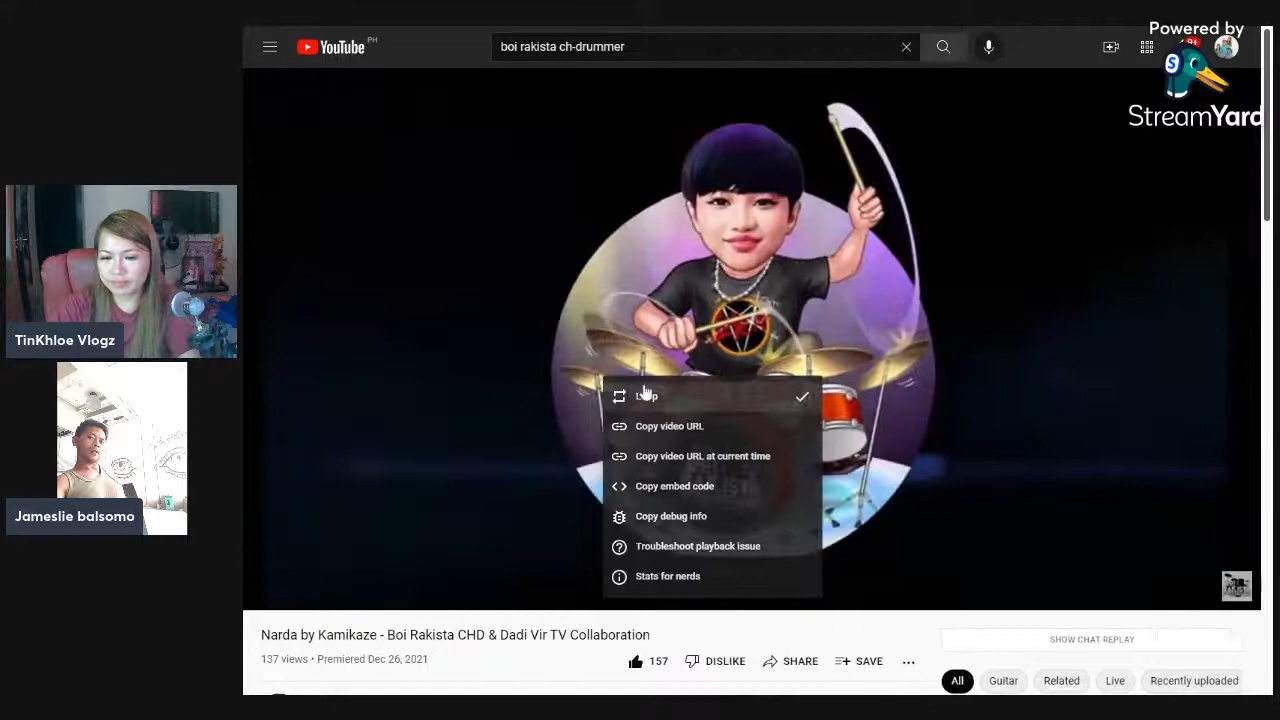 Powered by
StreamYard
YouTube PH
boi rakista ch-drummer
9+
TinKhloe Vlogz
Jameslie balsomo
Loop
Copy video URL
Copy video URL at current time
Copy embed code
Copy debug info
Troubleshoot playback issue
Stats for nerds
Narda by Kamikaze - Boi Rakista CHD & Dadi Vir TV Collaboration
137 views • Premiered Dec 26, 2021
157 DISLIKE SHARE SAVE
SHOW CHAT REPLAY
All Guitar Related Live Recently uploaded